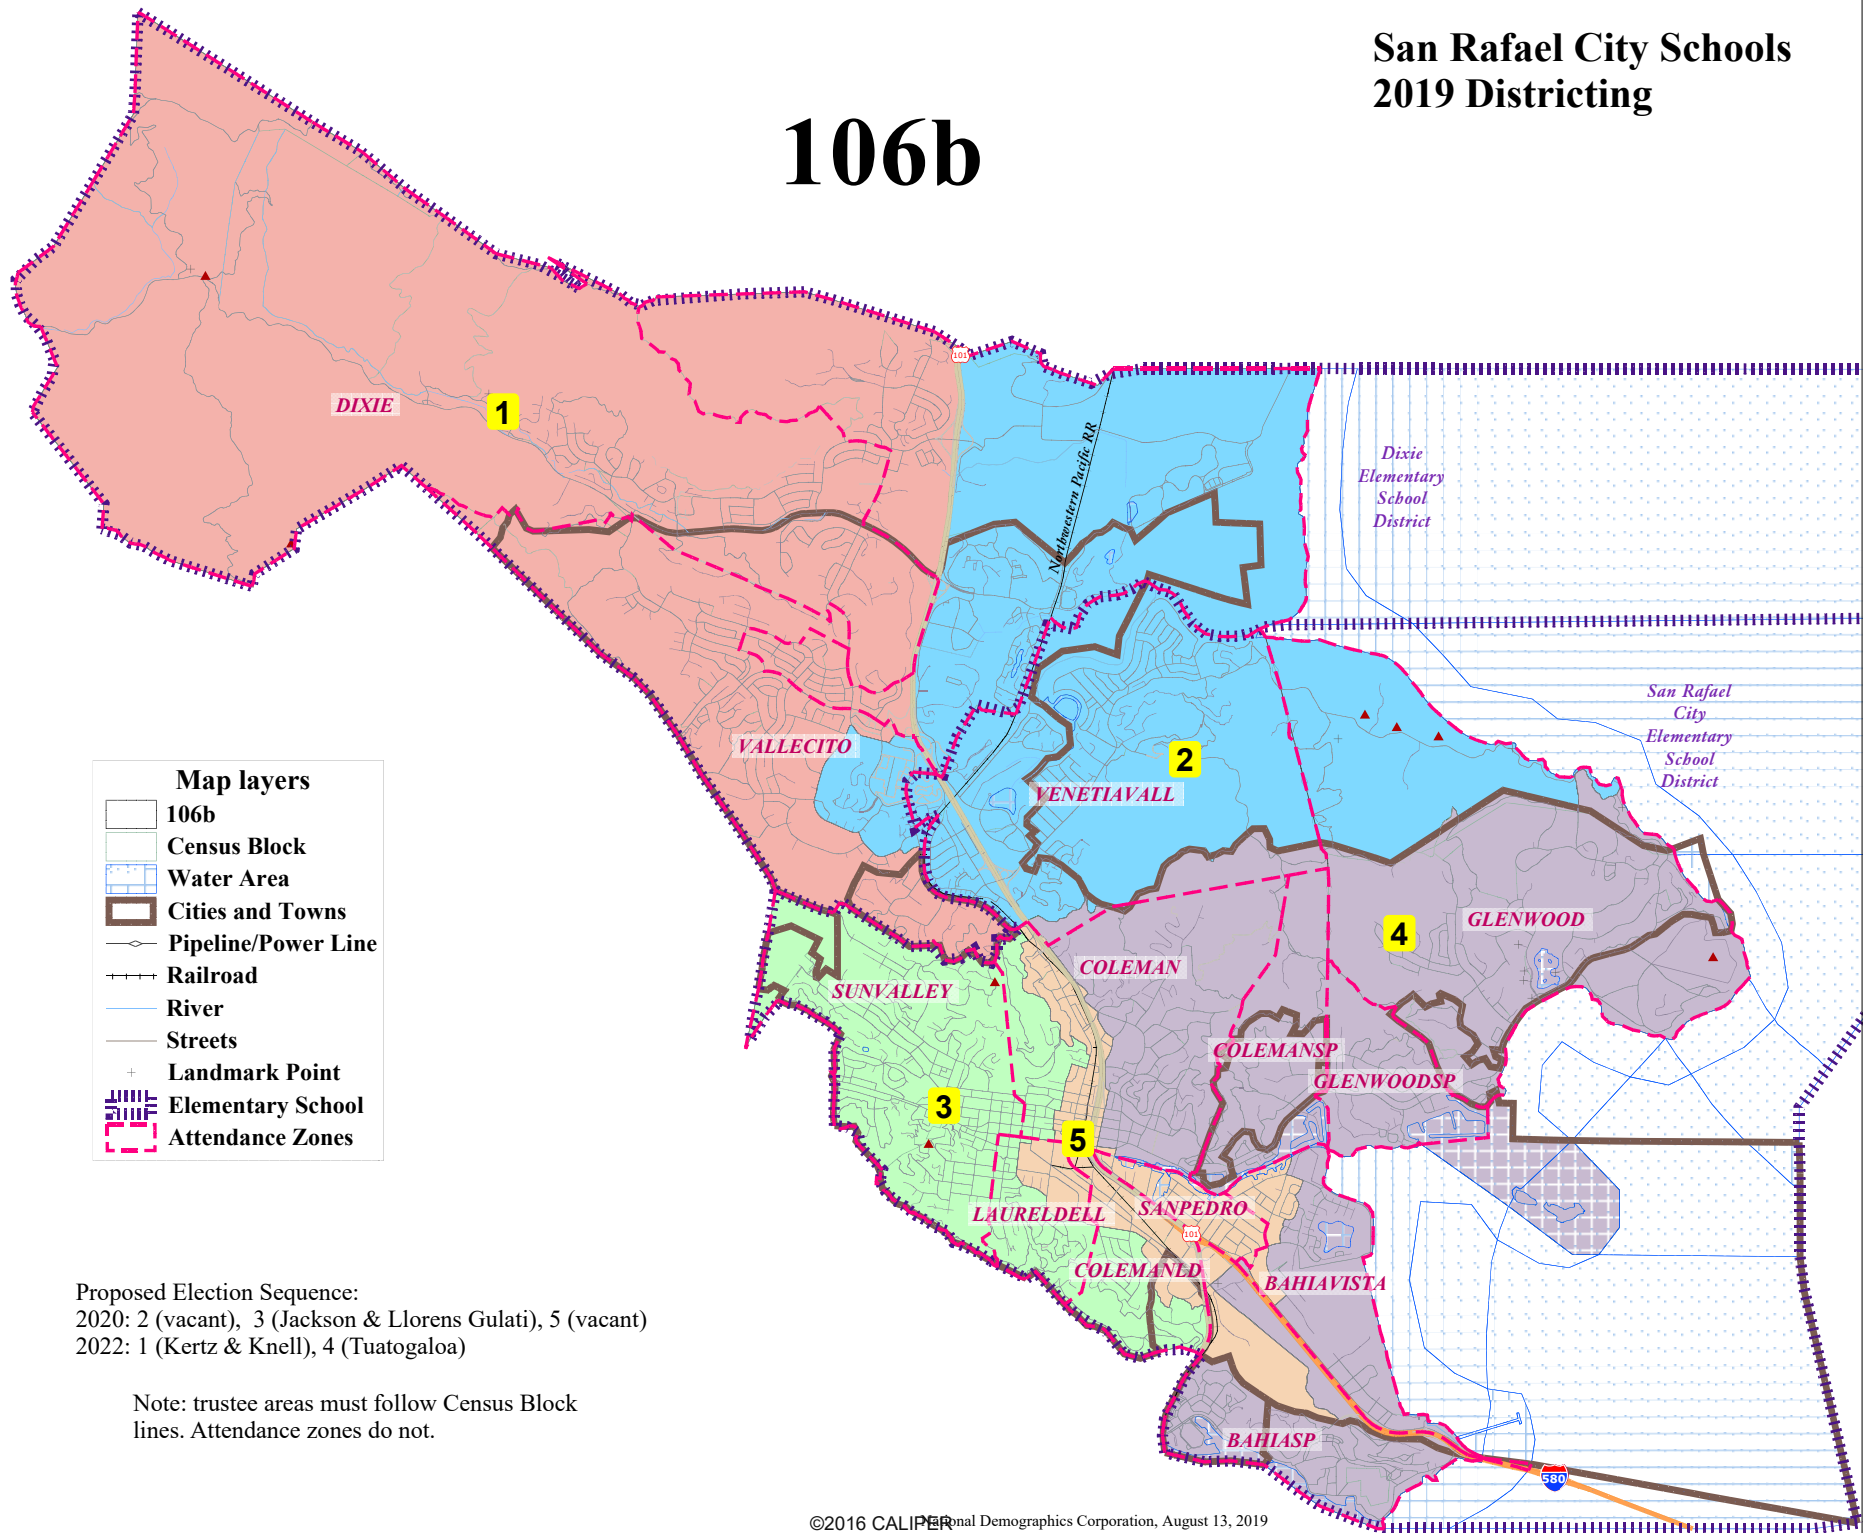 San Rafael City Schools
2019 Districting
106b
101
DIXIE
1
Northwestern Pacific RR
Dixie
Elementary
School
District
San Rafael
City
Elementary
School
District
VALLECITO
2
VENETIAVALL
Map layers
106b
Census Block
Water Area
Cities and Towns
Pipeline/Power Line
Railroad
River
Streets
Landmark Point
Elementary School
Attendance Zones
4
GLENWOOD
COLEMAN
SUNVALLEY
COLEMANSP
GLENWOODSP
3
5
LAURELDELL
SANPEDRO
101
COLEMANLD
BAHIAVISTA
BAHIASP
580
Proposed Election Sequence:
2020: 2 (vacant), 3 (Jackson & Llorens Gulati), 5 (vacant)
2022: 1 (Kertz & Knell), 4 (Tuatogaloa)
Note: trustee areas must follow Census Block
lines. Attendance zones do not.
©2016 CALIPER
National Demographics Corporation, August 13, 2019